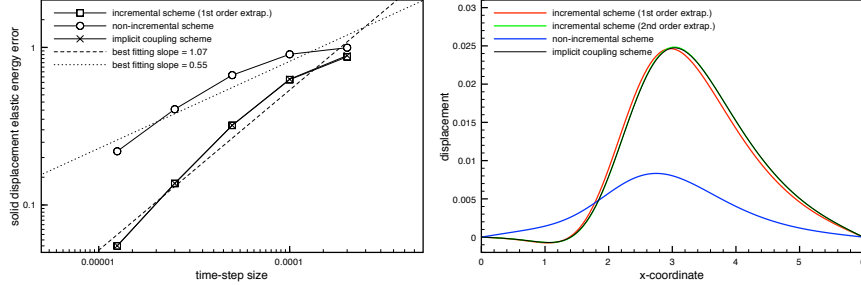 incremental scheme (1st order extrap.)
non-incremental scheme
implicit coupling scheme
best fitting slope = 1.07
best fitting slope = 0.55
1
0.1
0.00001
0.0001
solid displacement elastic energy error
time-step size
incremental scheme (1st order extrap.)
incremental scheme (2nd order extrap.)
non-incremental scheme
implicit coupling scheme
0.03
0.025
0.02
0.015
0.01
0.005
0
0
1
2
3
4
5
6
displacement
x-coordinate